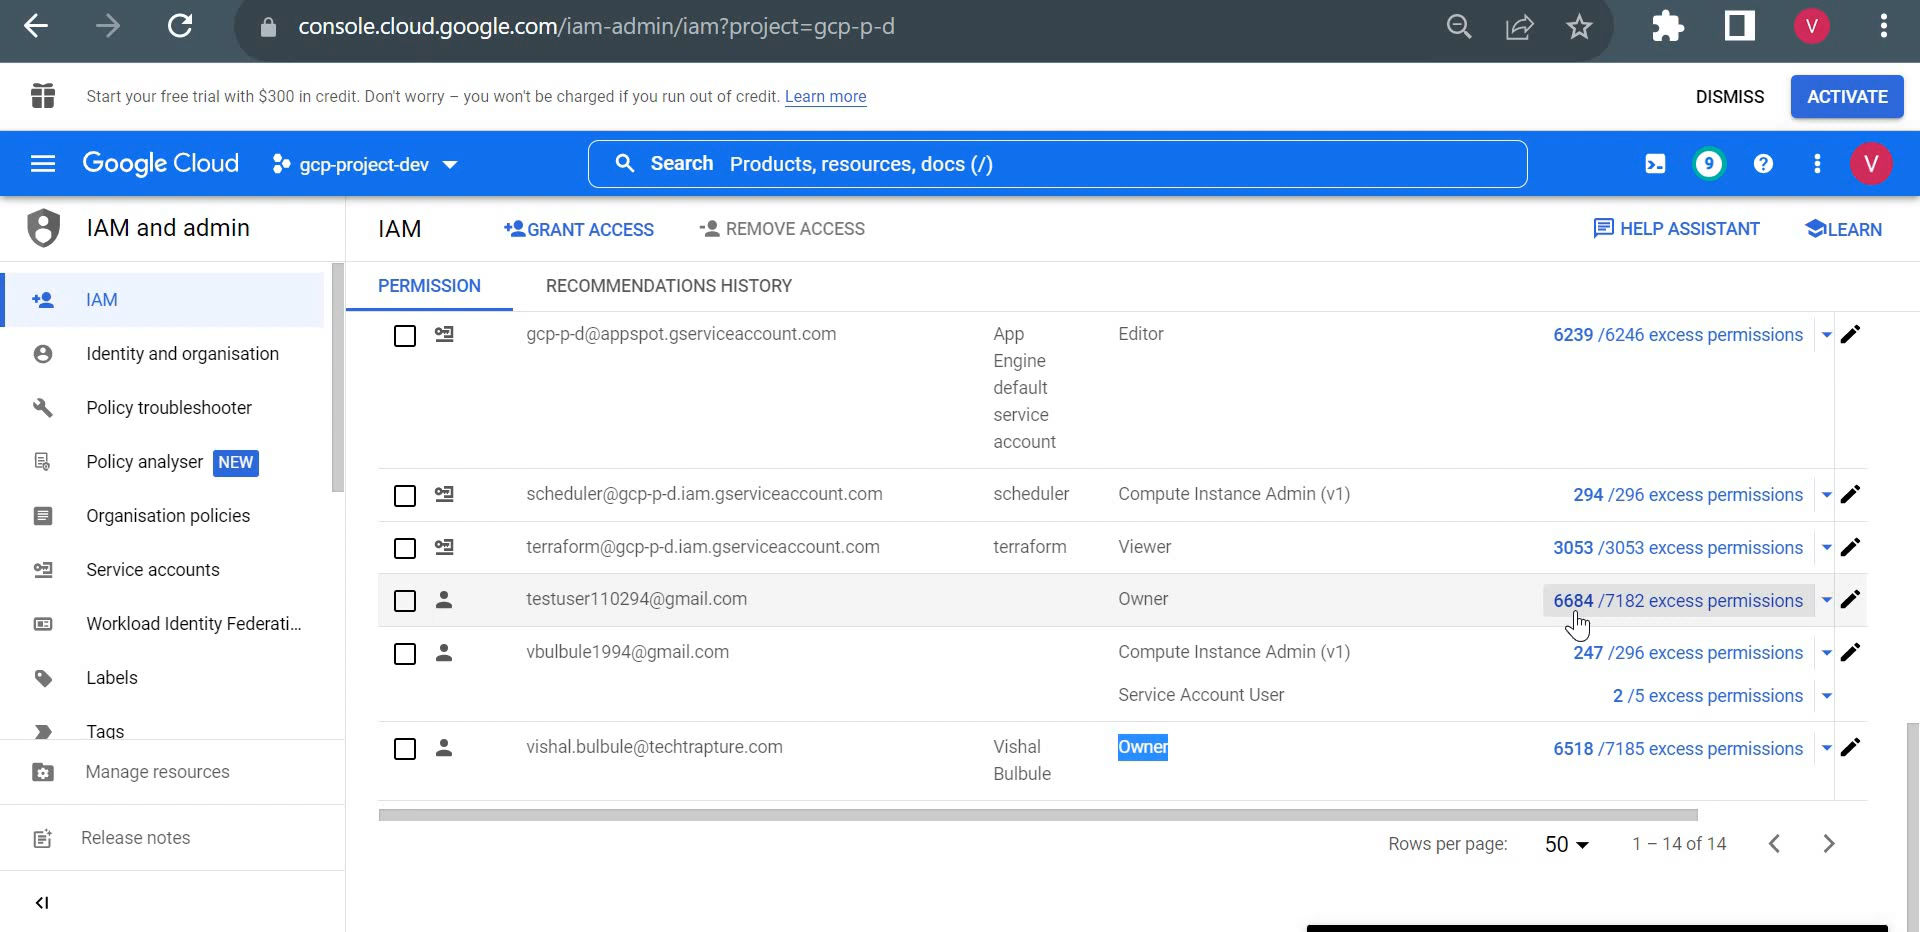 console.cloud.google.com/iam-admin/iam?project=gcp-p-d
V
Start your free trial with $300 in credit. Don't worry – you won't be charged if you run out of credit. Learn more
DISMISS
ACTIVATE
Google Cloud
gcp-project-dev
Search Products, resources, docs (/)
9
V
IAM and admin
IAM
GRANT ACCESS
REMOVE ACCESS
HELP ASSISTANT
LEARN
IAM
Identity and organisation
Policy troubleshooter
Policy analyser NEW
Organisation policies
Service accounts
Workload Identity Federati...
Labels
Tags
Manage resources
Release notes
PERMISSION
RECOMMENDATIONS HISTORY
gcp-p-d@appspot.gserviceaccount.com
App
Engine
default
service
account
Editor
6239 /6246 excess permissions
scheduler@gcp-p-d.iam.gserviceaccount.com
scheduler
Compute Instance Admin (v1)
294 /296 excess permissions
terraform@gcp-p-d.iam.gserviceaccount.com
terraform
Viewer
3053 /3053 excess permissions
testuser110294@gmail.com
Owner
6684 /7182 excess permissions
vbulbule1994@gmail.com
Compute Instance Admin (v1)
247 /296 excess permissions
Service Account User
2 /5 excess permissions
vishal.bulbule@techtrapture.com
Vishal
Bulbule
Owner
6518 /7185 excess permissions
Rows per page:
50
1 – 14 of 14